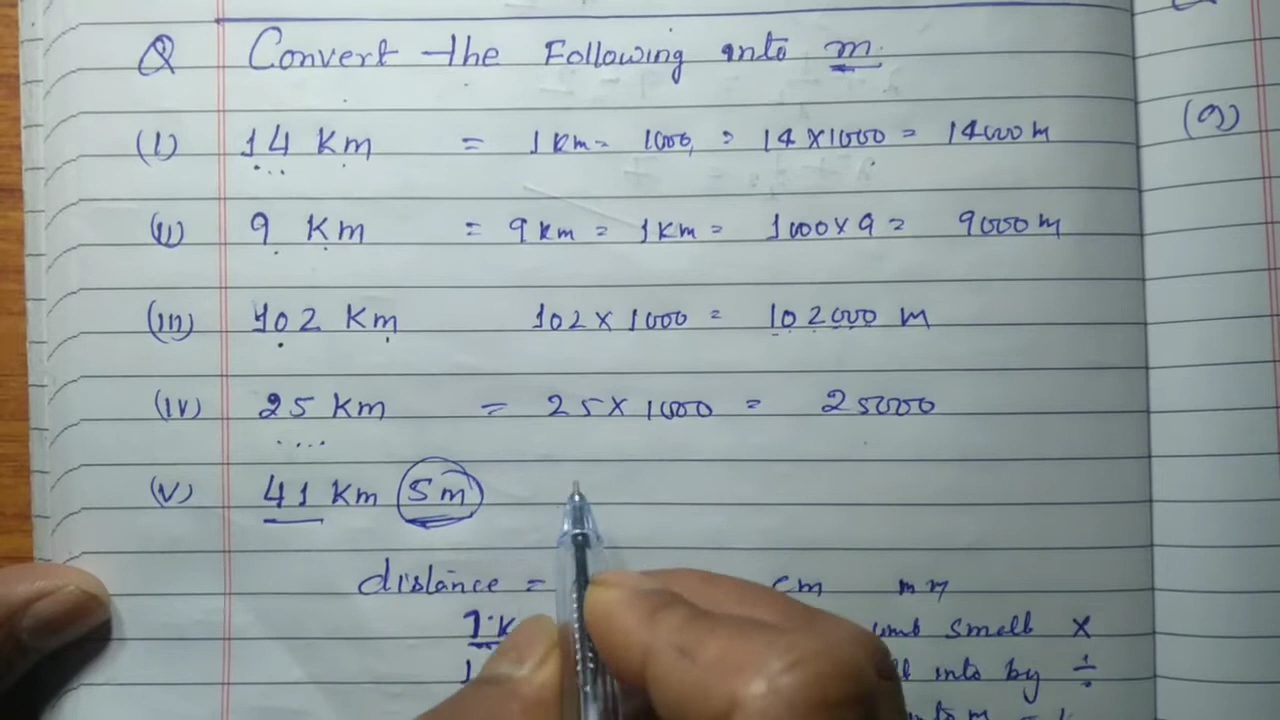 Q Convert the Following into m.
(I) 14 Km = 1 Km = 1000, = 14 x 1000 = 14000 m
(II) 9 Km = 9 km = 1 Km = 1000 x 9 = 9000 m
(III) 102 Km 102 x 1000 = 102000 m
(IV) 25 Km = 25 x 1000 = 25000
(V) 41 Km 5m
distance = cm m m
1 K small x
into by ÷
m =
(a)